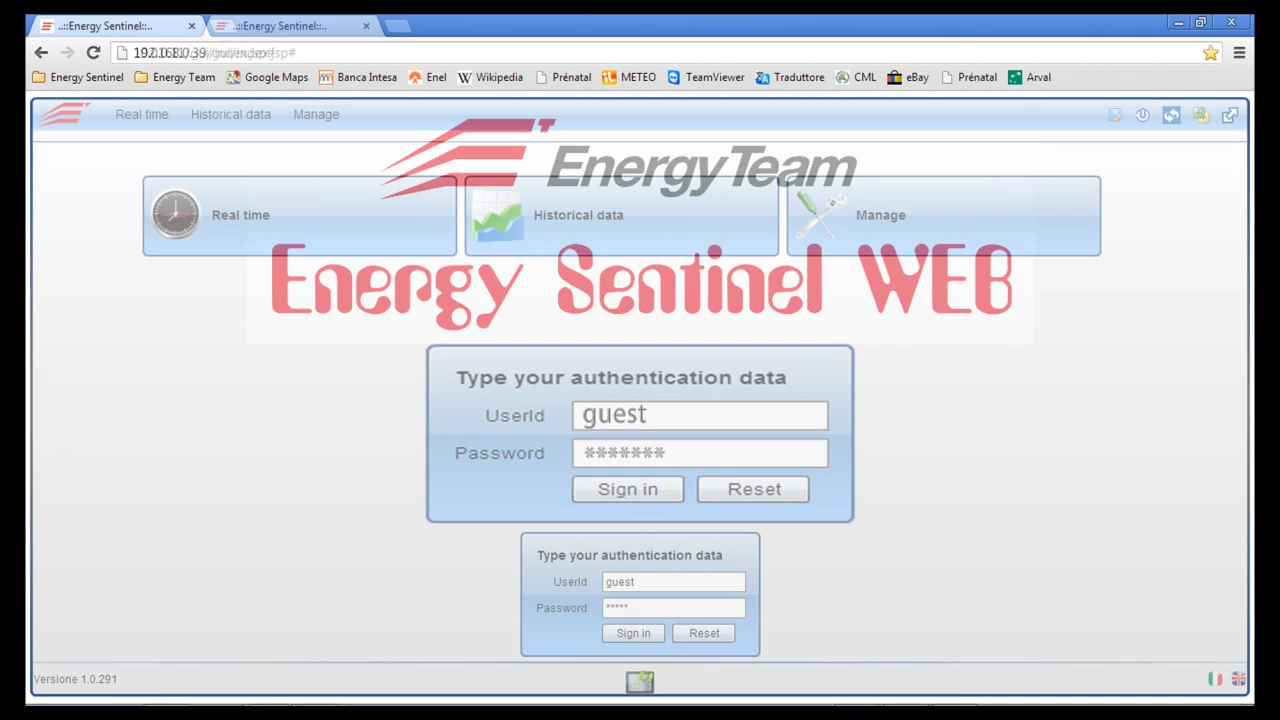 ..::Energy Sentinel::..
..::Energy Sentinel::..
Energy Sentinel
Energy Team
Google Maps
Banca Intesa
Enel
Wikipedia
Prénatal
METEO
TeamViewer
Traduttore
CML
eBay
Prénatal
Arval
Real time
Historical data
Manage
EnergyTeam
Real time
Historical data
Manage
Energy Sentinel WEB
Type your authentication data
UserId
guest
Password
*******
Sign in
Reset
Type your authentication data
UserId
guest
Password
*****
Sign in
Reset
Versione 1.0.291